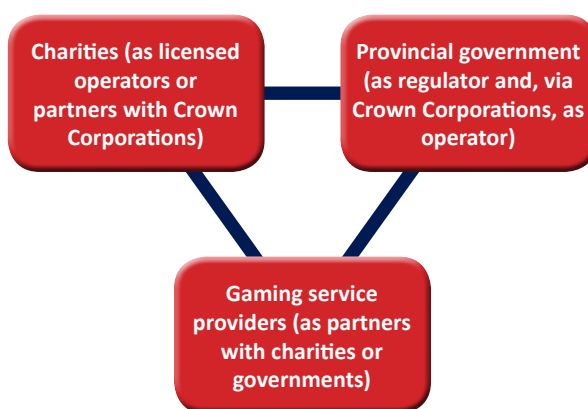 Charities (as licensed
operators or
partners with Crown
Corporations)
Provincial government
(as regulator and, via
Crown Corporations, as
operator)
Gaming service
providers (as partners
with charities or
governments)